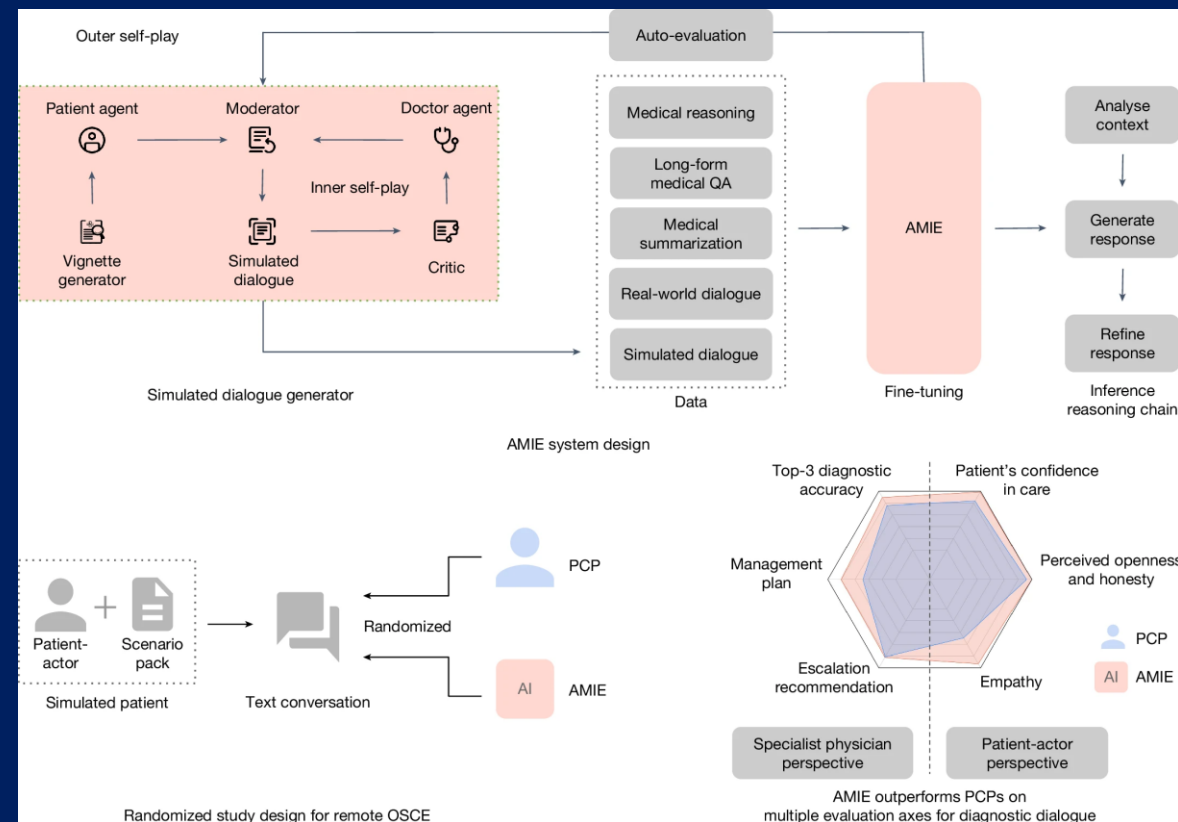 Outer self-play
Auto-evaluation
Patient agent
Moderator
Doctor agent
Inner self-play
Vignette
generator
Simulated
dialogue
Critic
Simulated dialogue generator
Medical reasoning
Long-form
medical QA
Medical
summarization
Real-world dialogue
Simulated dialogue
Data
AMIE
Fine-tuning
Analyse
context
Generate
response
Refine
response
Inference
reasoning chain
AMIE system design
Patient-
actor
Scenario
pack
Simulated patient
Text conversation
Randomized
PCP
AI
AMIE
Randomized study design for remote OSCE
Top-3 diagnostic
accuracy
Patient's confidence
in care
Management
plan
Perceived openness
and honesty
Escalation
recommendation
Empathy
PCP
AI
AMIE
Specialist physician
perspective
Patient-actor
perspective
AMIE outperforms PCPs on
multiple evaluation axes for diagnostic dialogue